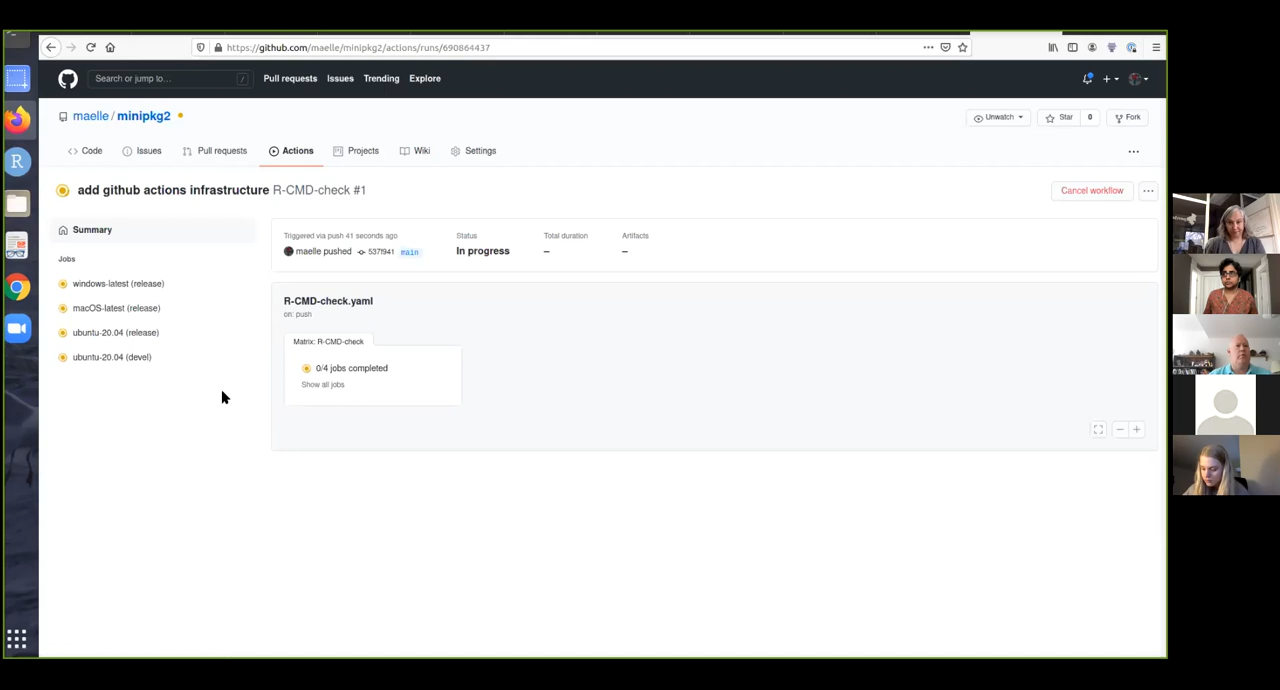 https://github.com/maelle/minipkg2/actions/runs/690864437
Search or jump to… /
Pull requests Issues Trending Explore
maelle / minipkg2
Unwatch Star 0 Fork
Code Issues Pull requests Actions Projects Wiki Settings
add github actions infrastructure R-CMD-check #1
Cancel workflow
Summary
Jobs
windows-latest (release)
macOS-latest (release)
ubuntu-20.04 (release)
ubuntu-20.04 (devel)
Triggered via push 41 seconds ago
maelle pushed 537f941 main
Status
In progress
Total duration
–
Artifacts
–
R-CMD-check.yaml
on: push
Matrix: R-CMD-check
0/4 jobs completed
Show all jobs
R